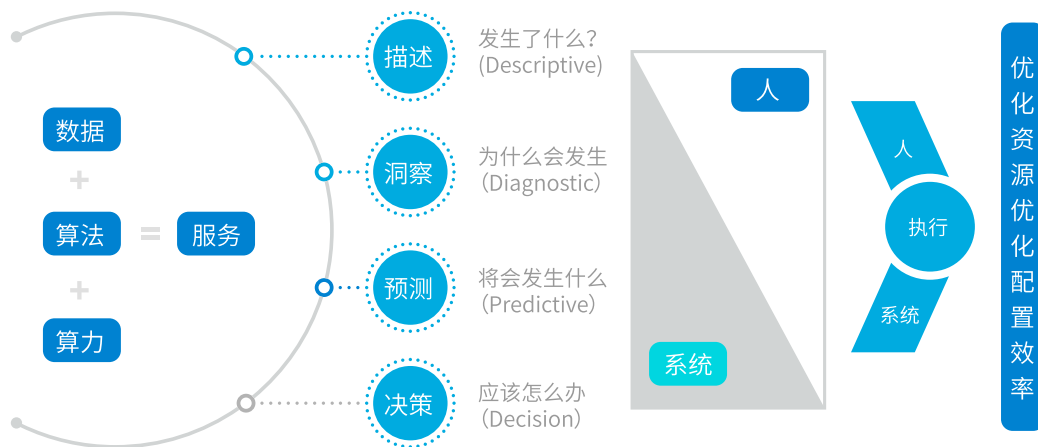 数据
+
算法
=
服务
+
算力
描述
发生了什么？
(Descriptive)
洞察
为什么会发生
（Diagnostic）
预测
将会发生什么
（Predictive）
决策
应该怎么办
（Decision）
人
系统
人
执行
系统
优化资源优化配置效率